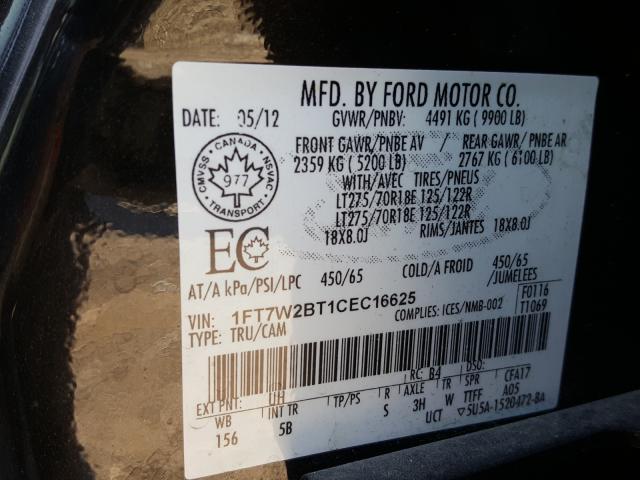 MFD. BY FORD MOTOR CO.
DATE: 05/12 GVWR/PNBV: 4491 KG ( 9900 LB)
FRONT GAWR/PNBE AV / REAR GAWR/ PNBE AR
2359 KG ( 5200 LB) 2767 KG ( 6100 LB)
WITH/AVEC TIRES/PNEUS
LT275/70R18E 125/122R
LT275/70R18E 125/122R
18X8.0J RIMS/JANTES 18X8.0J
CMVSS CANADA NSVAC
977
TRANSPORT
EC
AT/A kPa/PSI/LPC 450/65 COLD/A FROID 450/65
/JUMELEES
VIN: 1FT7W2BT1CEC16625 COMPLIES: ICES/NMB-002 F0116
TYPE: TRU/CAM T1069
EXT PNT: UH RC: B4 DSO:
WB INT TR TP/PS R AXLE TR SPR CFA17
156 5B S 3H W TTFF A05
UCT 5U5A-1520472-BA